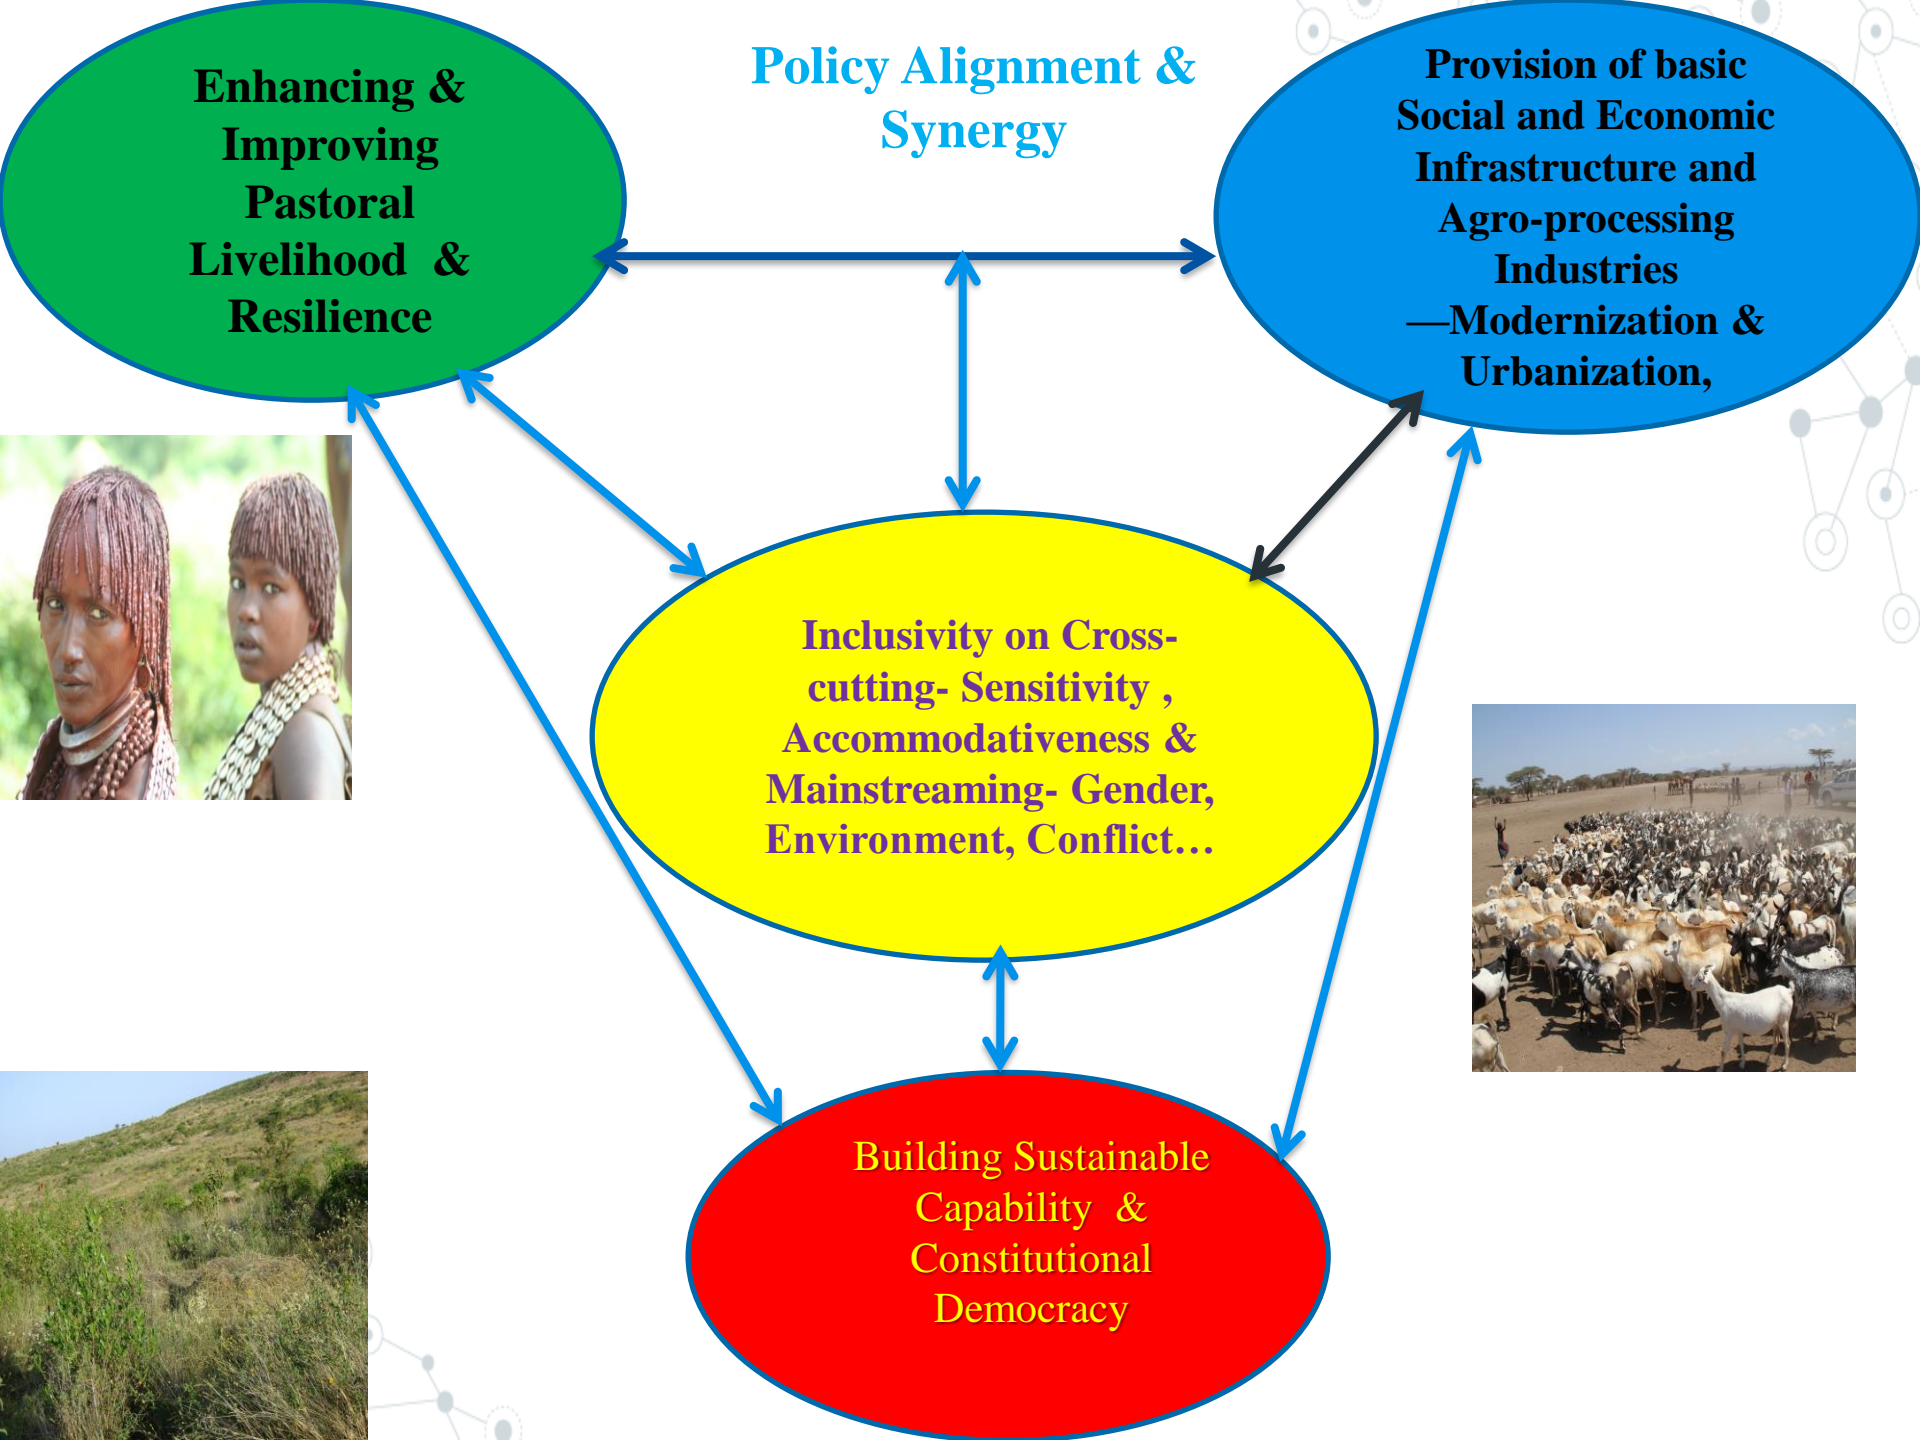 Policy Alignment &
Synergy
Enhancing &
Improving
Pastoral
Livelihood  &
Resilience
Provision of basic
Social and Economic
Infrastructure and
Agro-processing
Industries
—Modernization &
Urbanization,
Inclusivity on Cross-
cutting- Sensitivity ,
Accommodativeness &
Mainstreaming- Gender,
Environment, Conflict…
Building Sustainable
Capability  &
Constitutional
Democracy